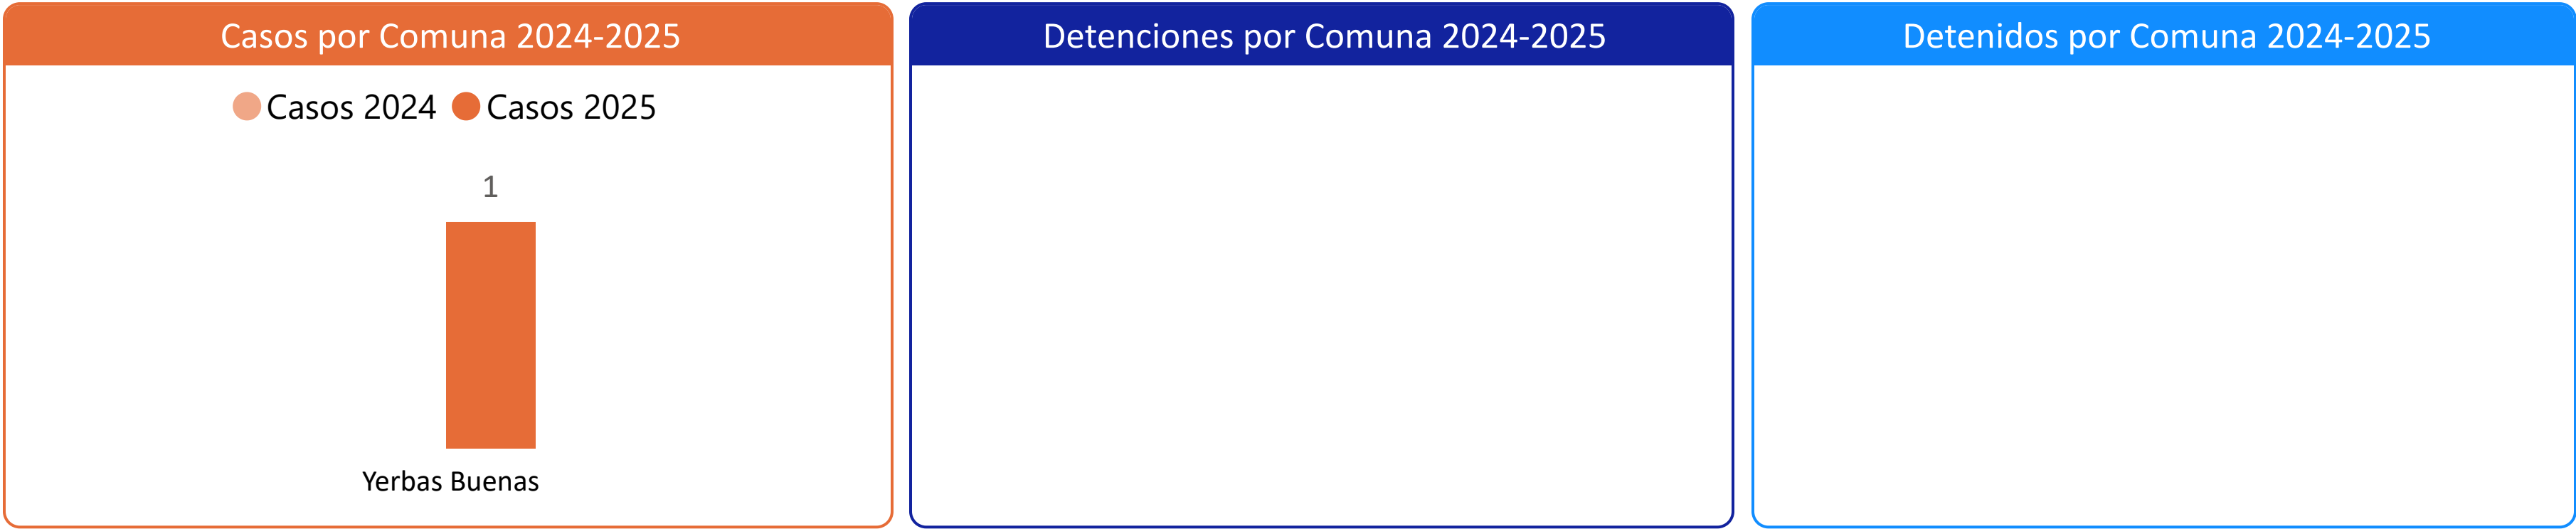 Casos por Comuna 2024-2025
Casos 2024 Casos 2025
1
Yerbas Buenas
Detenciones por Comuna 2024-2025
Detenidos por Comuna 2024-2025